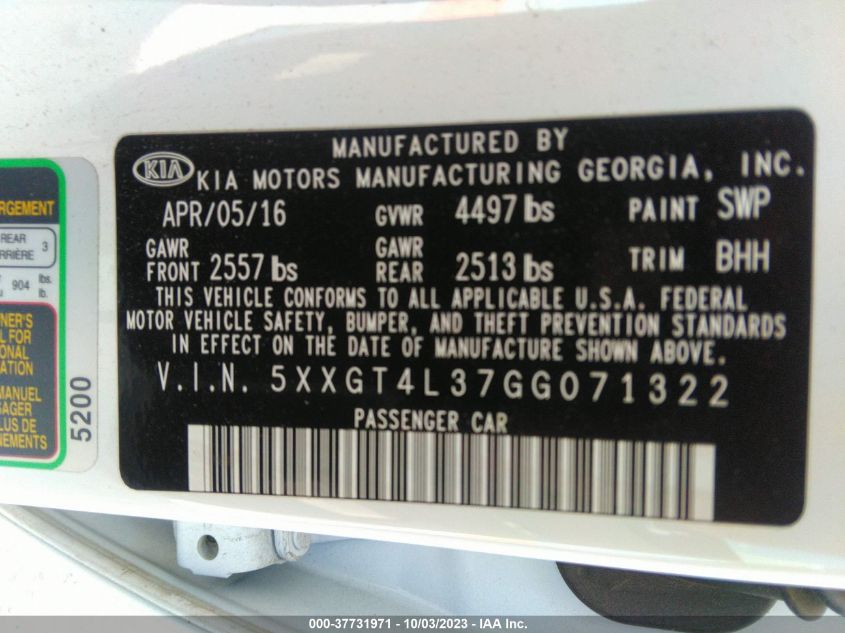 MANUFACTURED BY
KIA KIA MOTORS MANUFACTURING GEORGIA, INC.
APR/05/16 GVWR 4497 lbs PAINT SWP
GAWR FRONT 2557 lbs GAWR REAR 2513 lbs TRIM BHH
THIS VEHICLE CONFORMS TO ALL APPLICABLE U.S.A. FEDERAL
MOTOR VEHICLE SAFETY, BUMPER, AND THEFT PREVENTION STANDARDS
IN EFFECT ON THE DATE OF MANUFACTURE SHOWN ABOVE.
V.I.N. 5XXGT4L37GG071322
PASSENGER CAR
REAR 3
904 lbs.
lb.
MANUEL
PLUS DE
5200
000-37731971 - 10/03/2023 - IAA Inc.